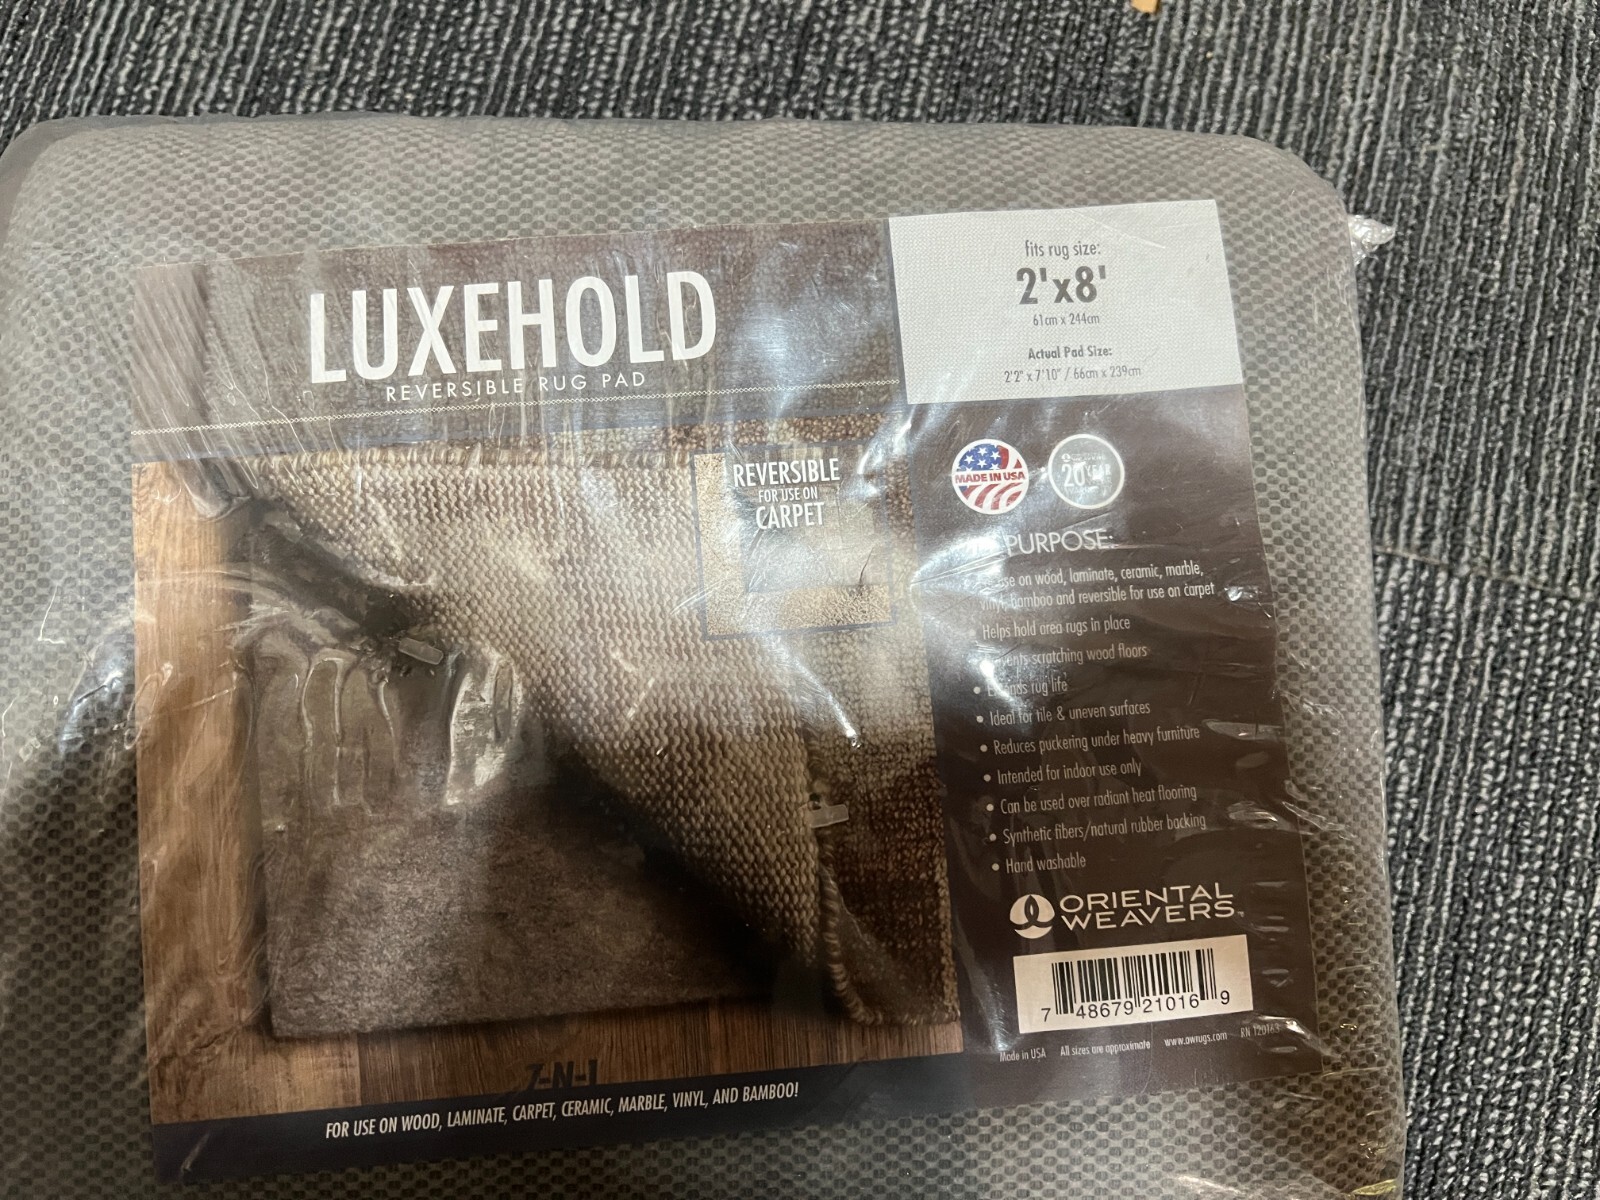 LUXEHOLD
REVERSIBLE RUG PAD
fits rug size:
2'x8'
61cm x 244cm
Actual Pad Size:
2'2" x 7'10" / 66cm x 239cm
REVERSIBLE
FOR USE ON
CARPET
MADE IN USA
20 YEAR
PURPOSE:
use on wood, laminate, ceramic, marble,
vinyl, bamboo and reversible for use on carpet
Helps hold area rugs in place
scratching wood floors
rug life
• Ideal for tile & uneven surfaces
• Reduces puckering under heavy furniture
• Intended for indoor use only
• Can be used over radiant heat flooring
• Synthetic fibers/natural rubber backing
• Hand washable
ORIENTAL
WEAVERS
7 48679 21016 9
Made in USA All sizes are approximate www.owrugs.com RN 120163
7-N-1
FOR USE ON WOOD, LAMINATE, CARPET, CERAMIC, MARBLE, VINYL, AND BAMBOO!